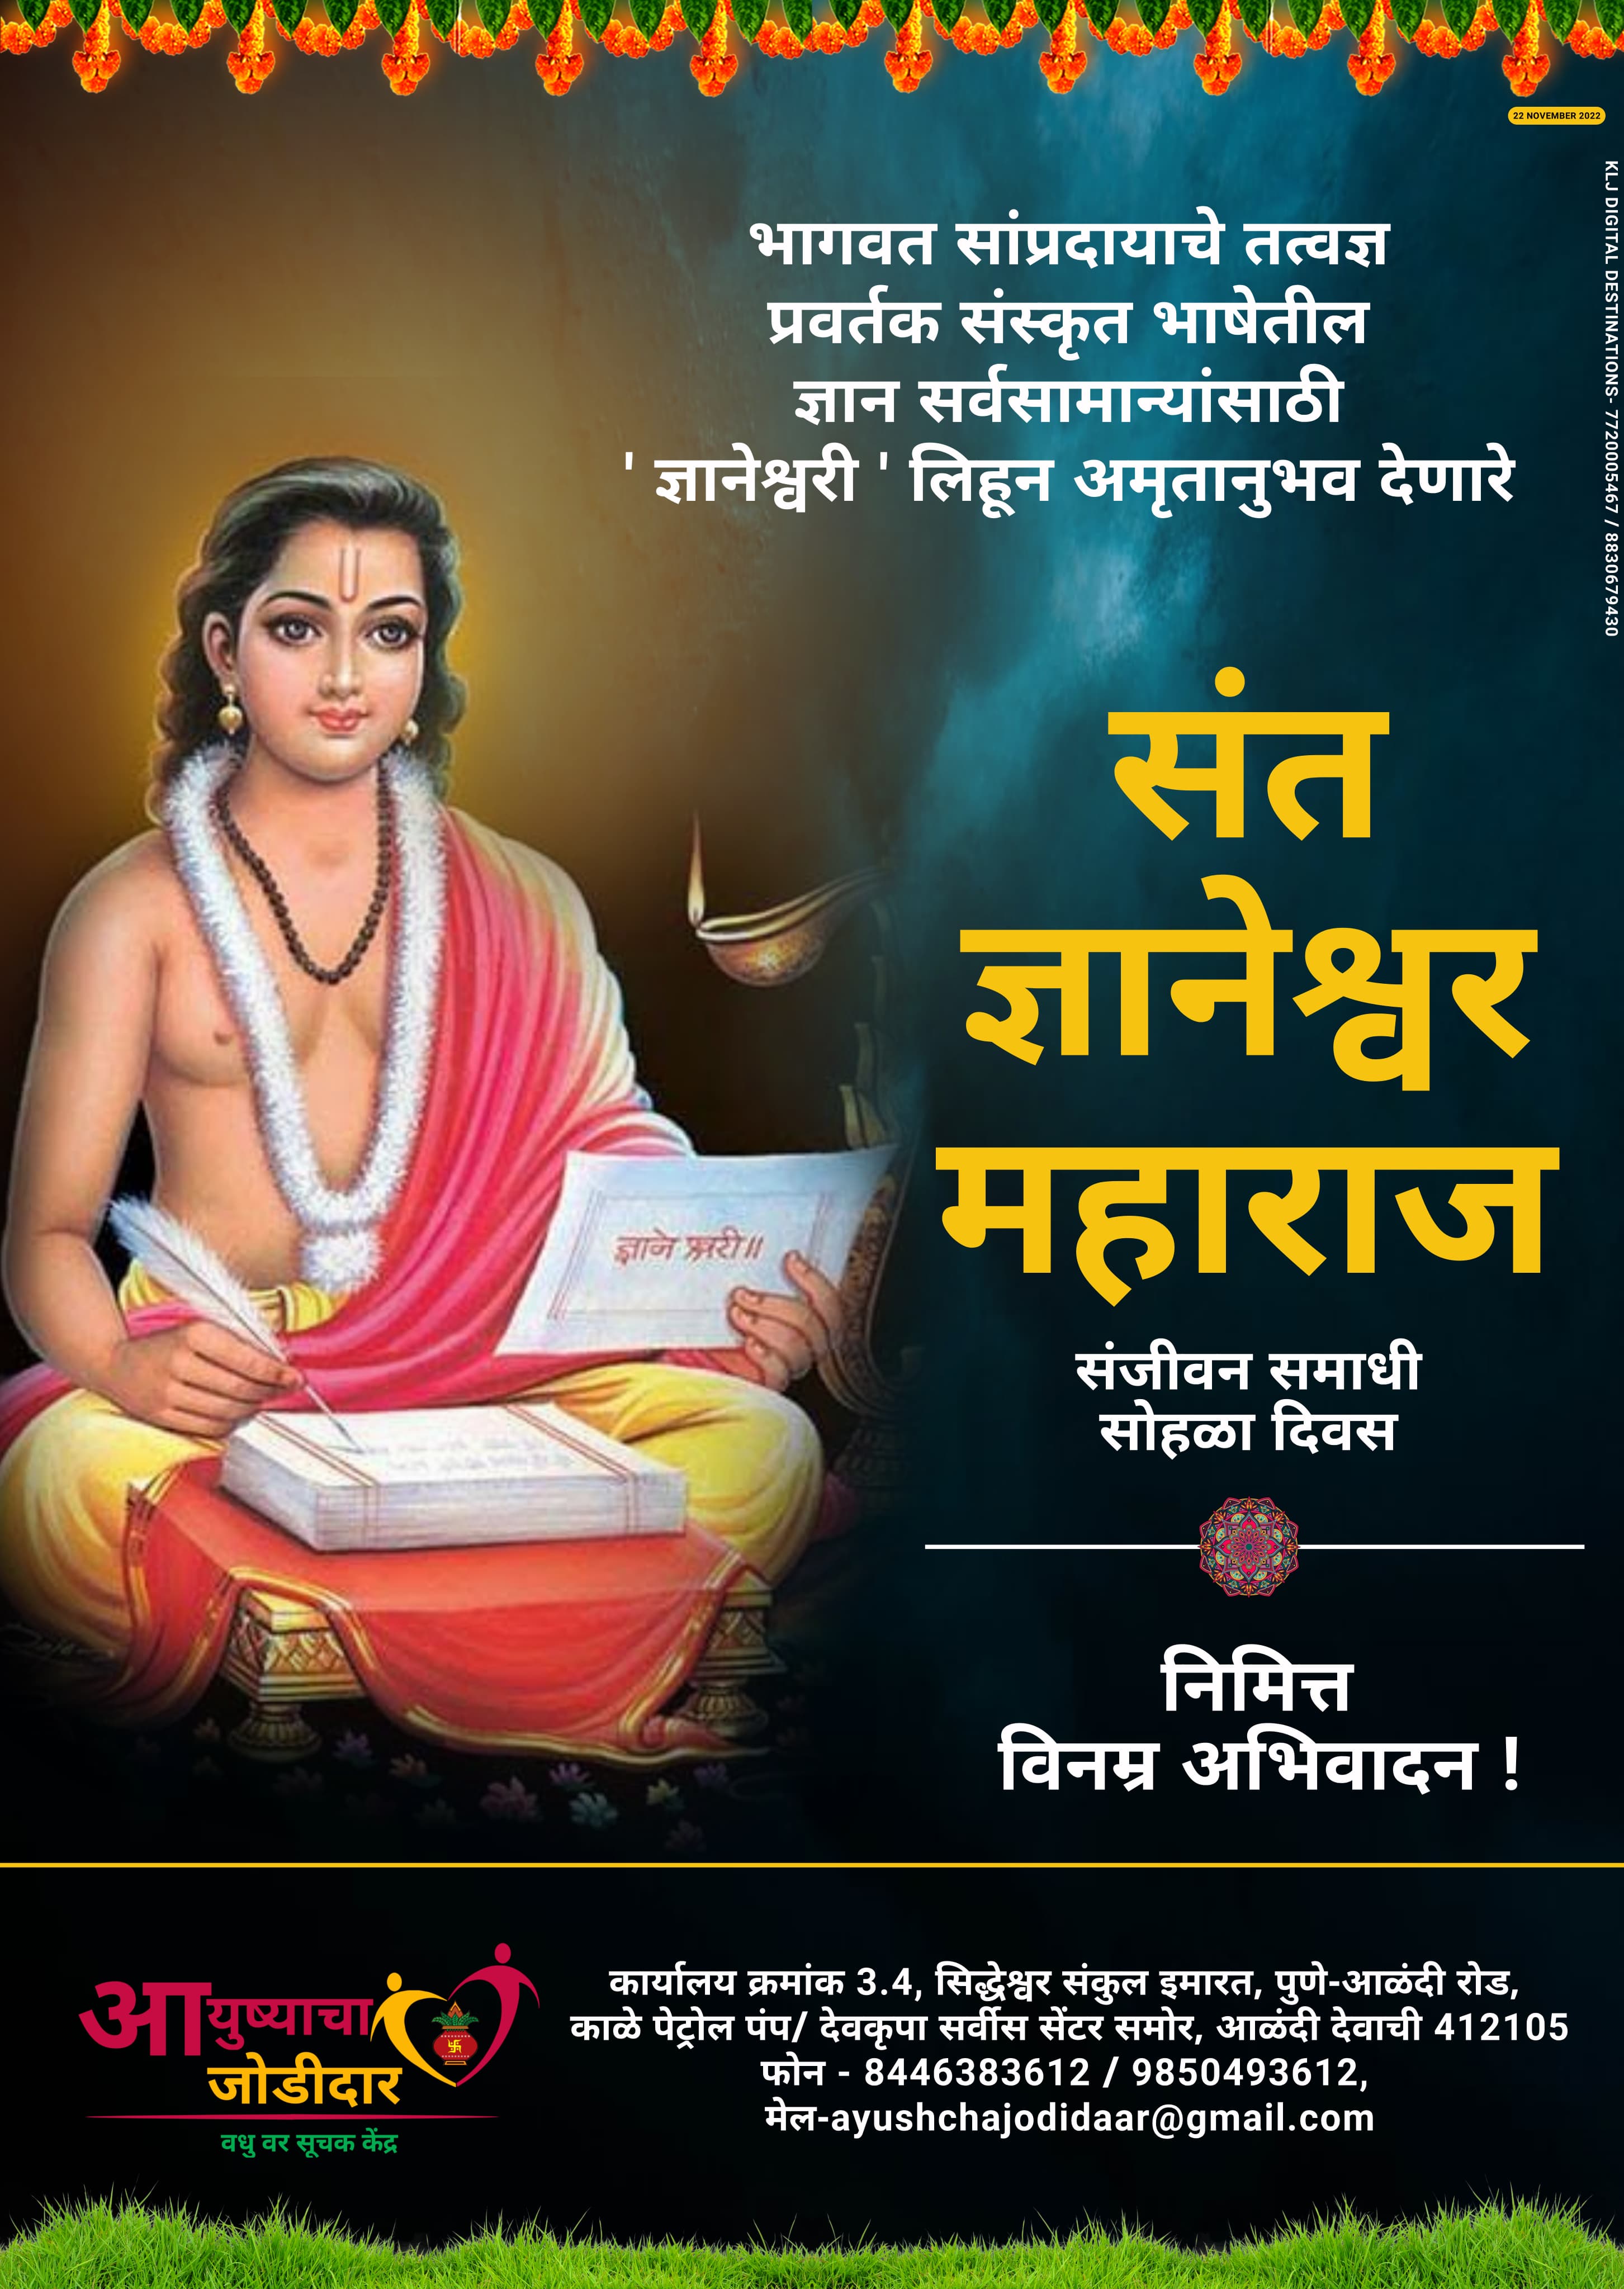 22 NOVEMBER 2022
KLJ DIGITAL DESTINATIONS- 7720005467 / 8830679430
भागवत सांप्रदायाचे तत्वज्ञ
प्रवर्तक संस्कृत भाषेतील
ज्ञान सर्वसामान्यांसाठी
' ज्ञानेश्वरी ' लिहून अमृतानुभव देणारे
संत
ज्ञानेश्वर
महाराज
ज्ञाने श्वरी॥
संजीवन समाधी
सोहळा दिवस
निमित्त
विनम्र अभिवादन !
आयुष्याचा
जोडीदार
वधु वर सूचक केंद्र
कार्यालय क्रमांक 3.4, सिद्धेश्वर संकुल इमारत, पुणे-आळंदी रोड,
काळे पेट्रोल पंप/ देवकृपा सर्वीस सेंटर समोर, आळंदी देवाची 412105
फोन - 8446383612 / 9850493612,
मेल-ayushchajodidaar@gmail.com